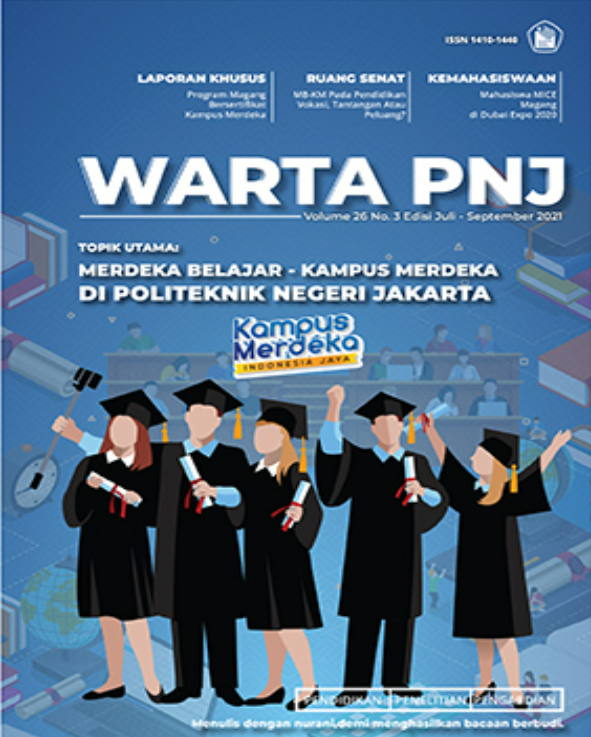 ISSN 1410-1440
LAPORAN KHUSUS
Program Magang
Bersertifikat
Kampus Merdeka
RUANG SENAT
MB-KM Pada Pendidikan
Vokasi, Tantangan Atau
Peluang?
KEMAHASISWAAN
Mahasiswa MICE
Magang
di Dubai Expo 2020
WARTA PNJ
Volume 26 No. 3 Edisi Juli - September 2021
TOPIK UTAMA:
MERDEKA BELAJAR - KAMPUS MERDEKA
DI POLITEKNIK NEGERI JAKARTA
Kampus
Merdeka
INDONESIA JAYA
PENDIDIKAN PENELITIAN PENGABDIAN
Menulis dengan nurani,demi menghasilkan bacaan berbudi.